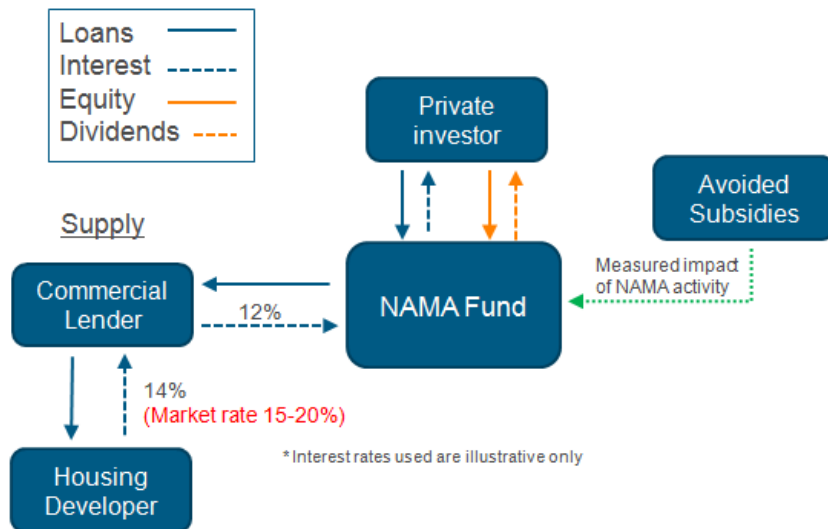 Loans
Interest
Equity
Dividends
Private
investor
Avoided
Subsidies
Supply
Measured impact
of NAMA activity
Commercial
Lender
NAMA Fund
12%
14%
(Market rate 15-20%)
*Interest rates used are illustrative only
Housing
Developer